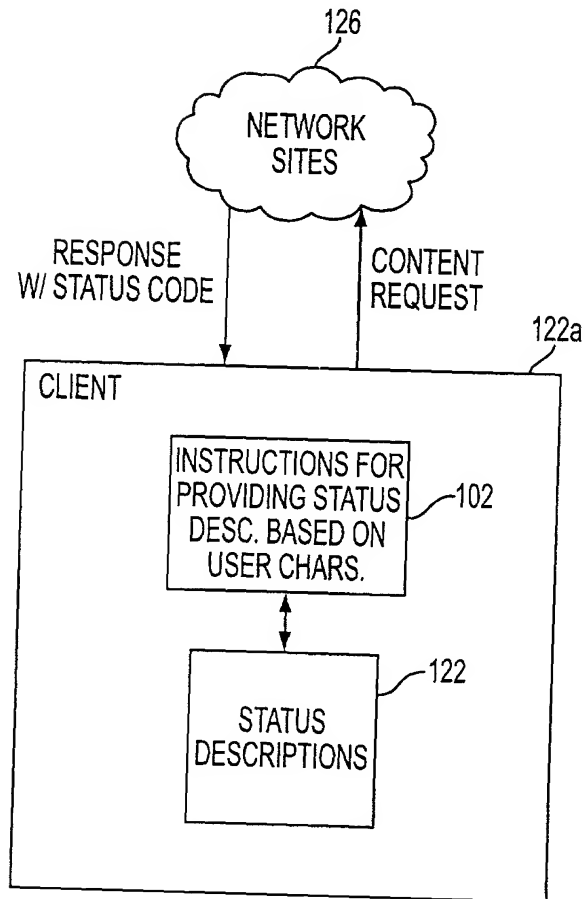 126
NETWORK
SITES
RESPONSE
W/ STATUS CODE
CONTENT
REQUEST
122a
CLIENT
INSTRUCTIONS FOR
PROVIDING STATUS
DESC. BASED ON
USER CHARS.
102
122
STATUS
DESCRIPTIONS